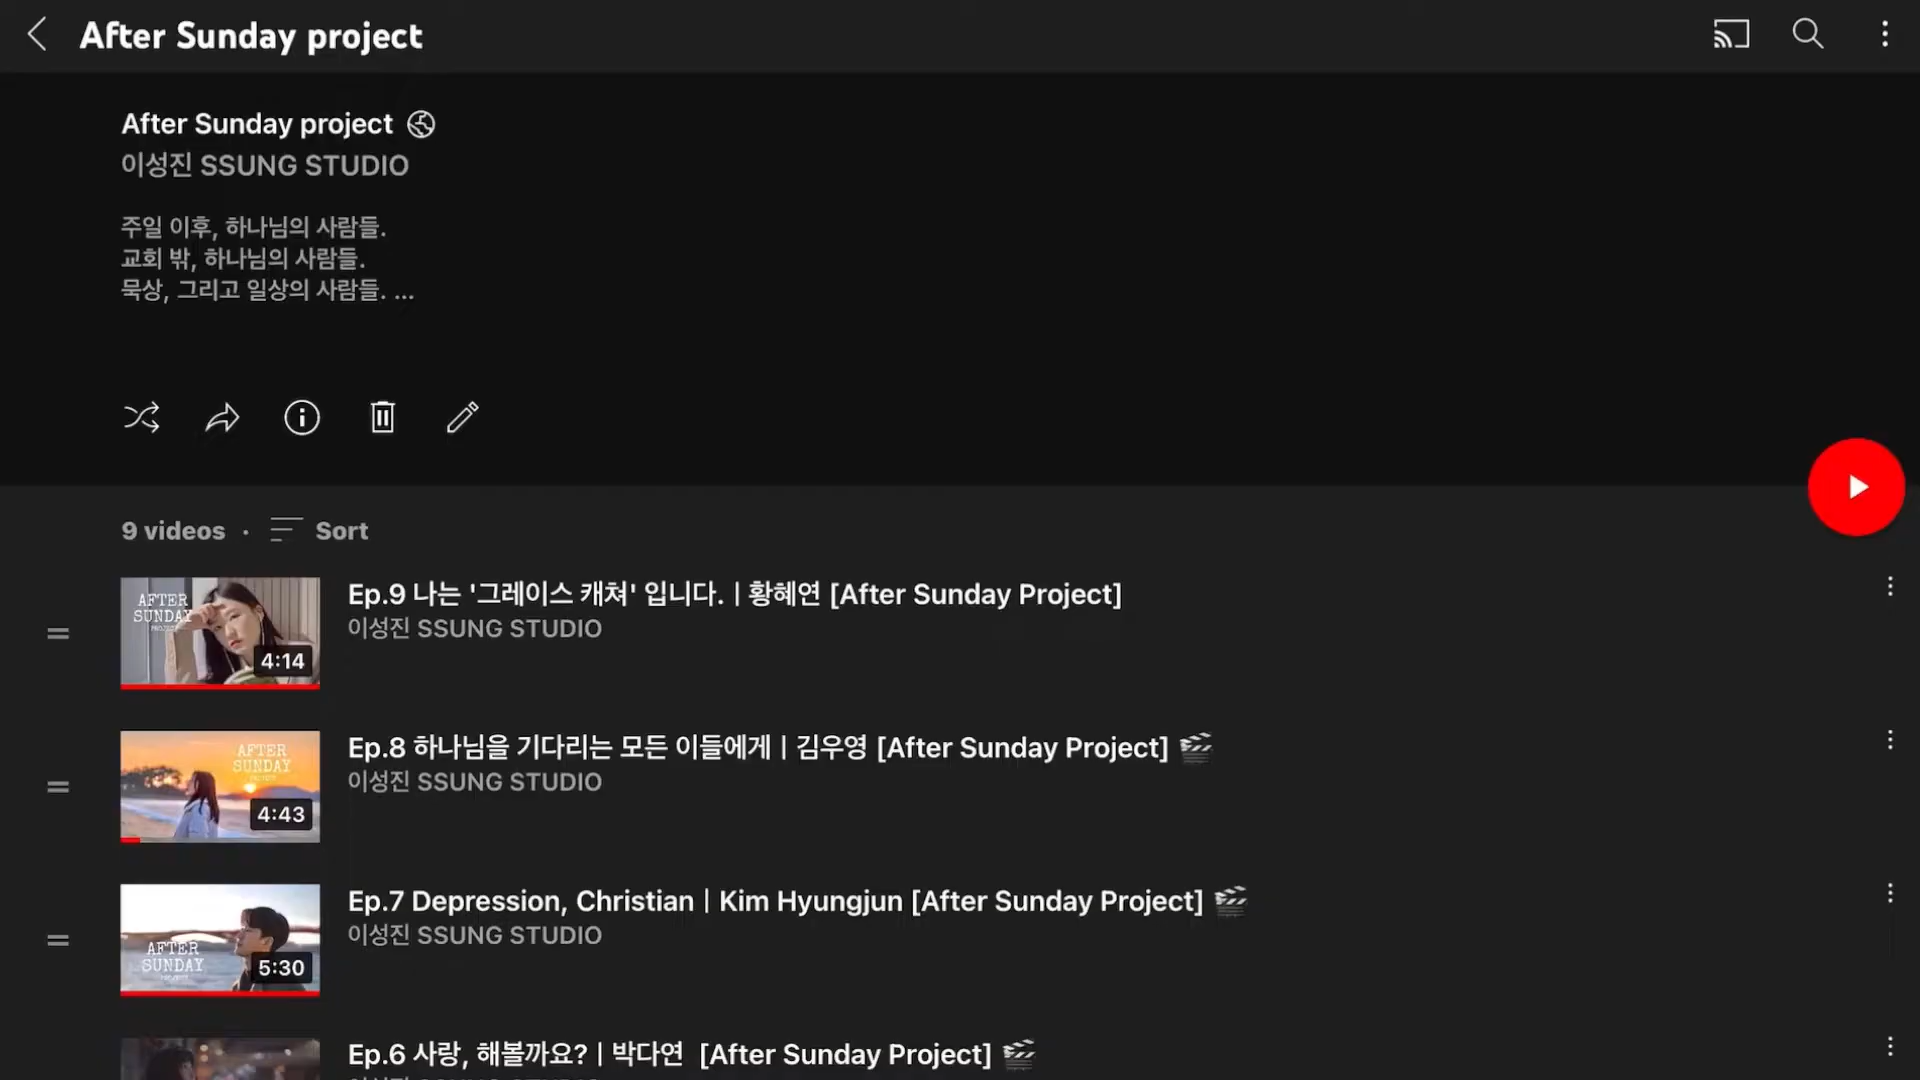 After Sunday project
After Sunday project
이성진 SSUNG STUDIO
주일 이후, 하나님의 사람들.
교회 밖, 하나님의 사람들.
묵상, 그리고 일상의 사람들. ...
9 videos · Sort
Ep.9 나는 '그레이스 캐쳐' 입니다. | 황혜연 [After Sunday Project]
이성진 SSUNG STUDIO
AFTER
SUNDAY
PROJECT
4:14
Ep.8 하나님을 기다리는 모든 이들에게 | 김우영 [After Sunday Project] 🎬
이성진 SSUNG STUDIO
AFTER
SUNDAY
PROJECT
4:43
Ep.7 Depression, Christian | Kim Hyungjun [After Sunday Project] 🎬
이성진 SSUNG STUDIO
AFTER
SUNDAY
PROJECT
5:30
Ep.6 사랑, 해볼까요? | 박다연 [After Sunday Project] 🎬